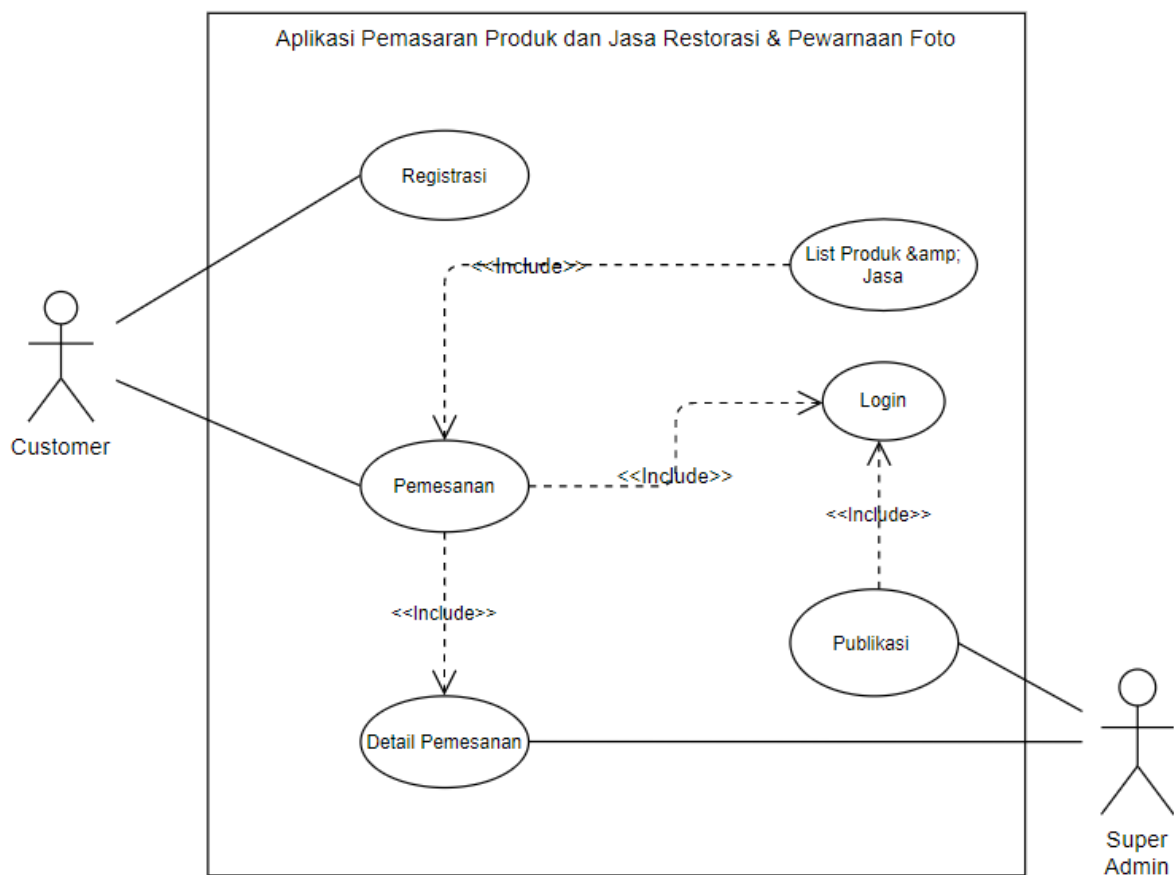 Aplikasi Pemasaran Produk dan Jasa Restorasi & Pewarnaan Foto
Registrasi
<<Include>>
List Produk &amp;
Jasa
Login
Customer
Pemesanan
<<Include>>
<<Include>>
<<Include>>
Publikasi
Detail Pemesanan
Super
Admin